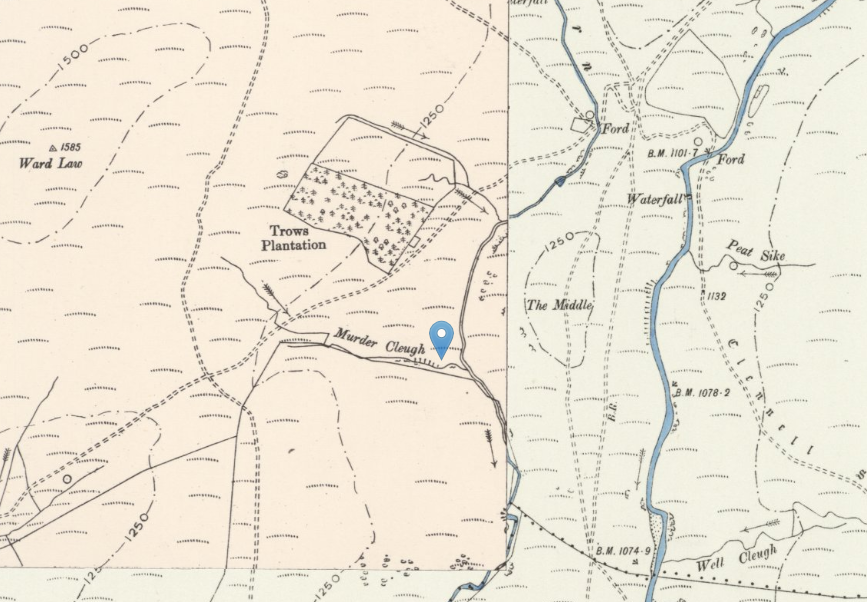 1500
1585
Ward Law
1250
Trows
Plantation
Ford
B.M. 1101·7
Ford
Waterfall
1250
Peat Sike
The Middle
1132
1250
Murder Cleugh
B.M. 1078·2
B.R.
1250
B.M. 1074·9
Well Cleugh
1250